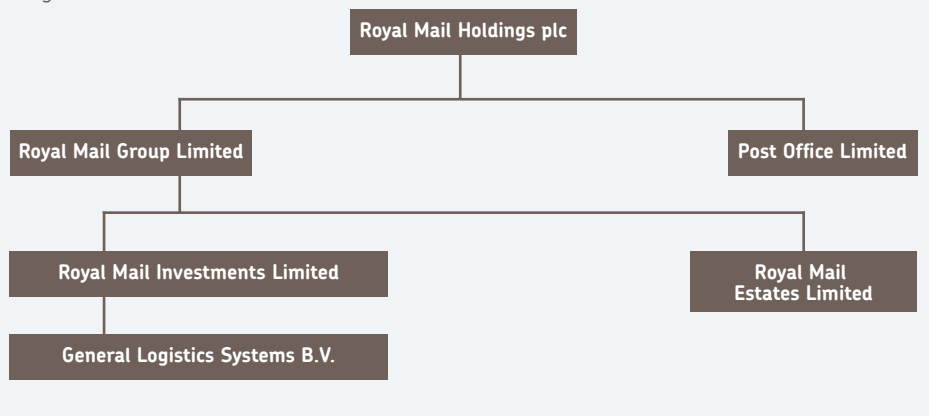 Royal Mail Holdings plc
Royal Mail Group Limited
Post Office Limited
Royal Mail Investments Limited
Royal Mail
Estates Limited
General Logistics Systems B.V.